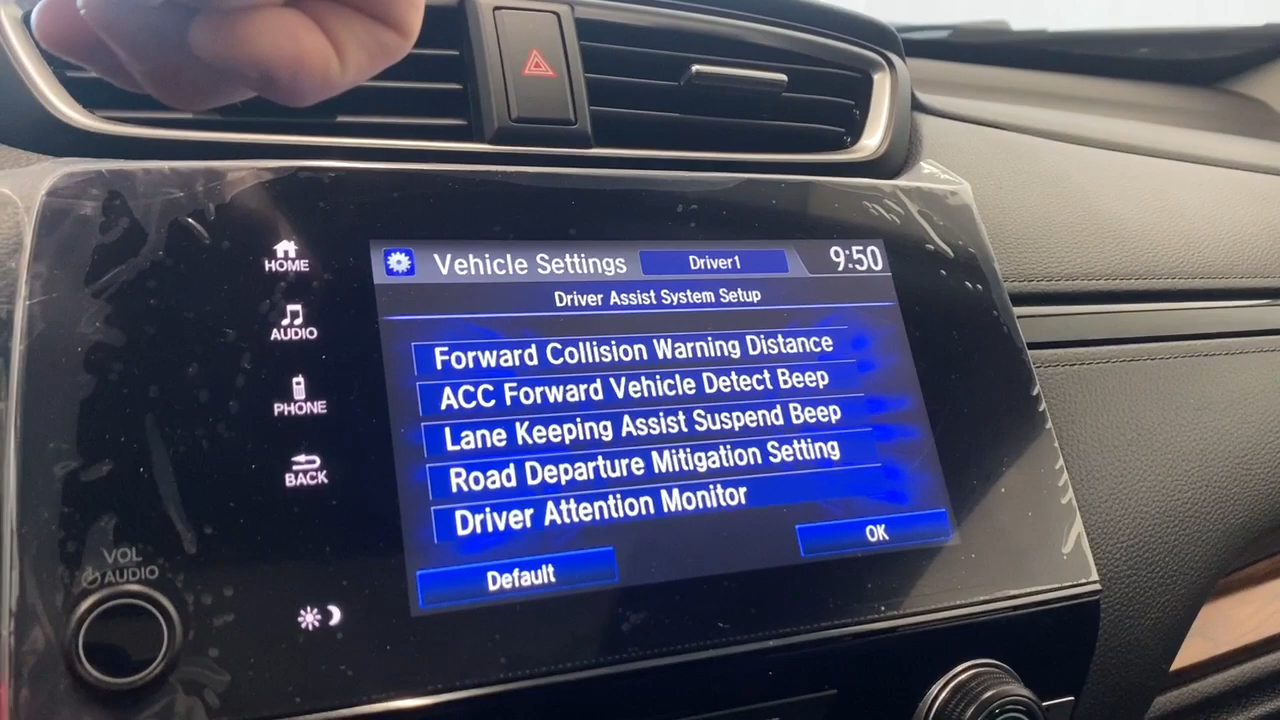 HOME
AUDIO
PHONE
BACK
VOL
AUDIO
Vehicle Settings
Driver1
9:50
Driver Assist System Setup
Forward Collision Warning Distance
ACC Forward Vehicle Detect Beep
Lane Keeping Assist Suspend Beep
Road Departure Mitigation Setting
Driver Attention Monitor
Default
OK